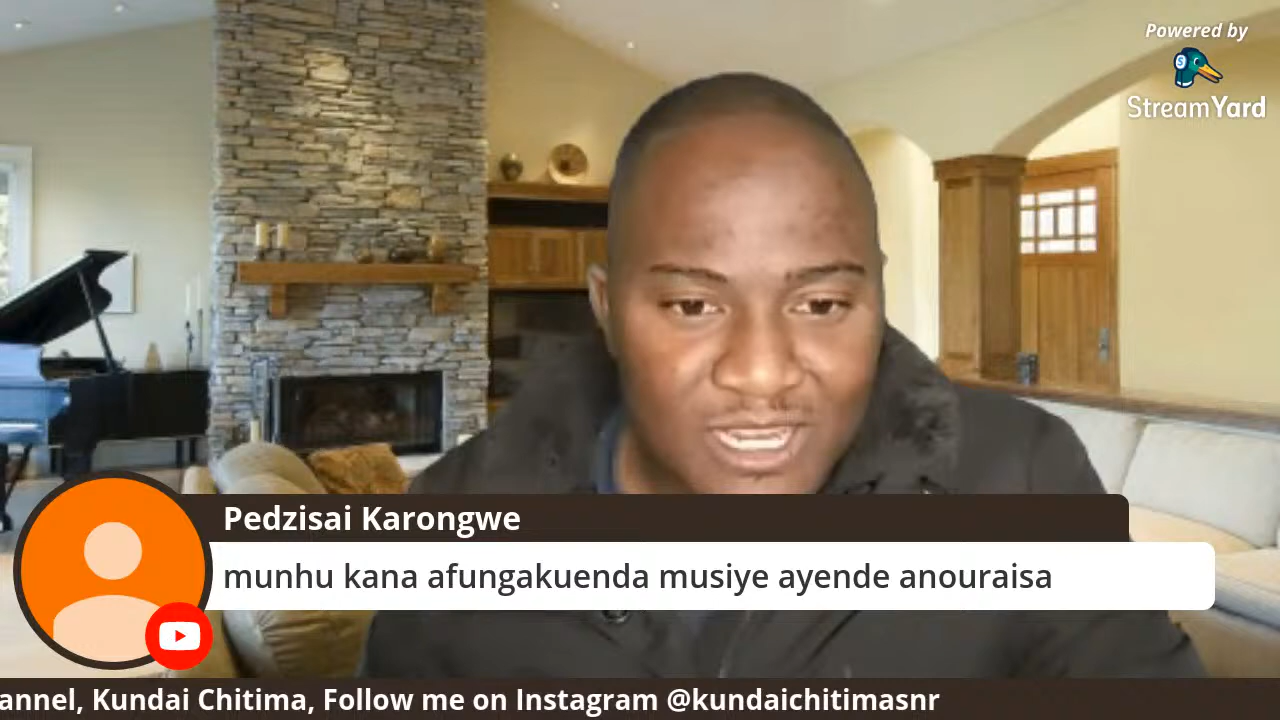 Powered by
StreamYard
Pedzisai Karongwe
munhu kana afungakuenda musiye ayende anouraisa
annel, Kundai Chitima, Follow me on Instagram @kundaichitimasnr